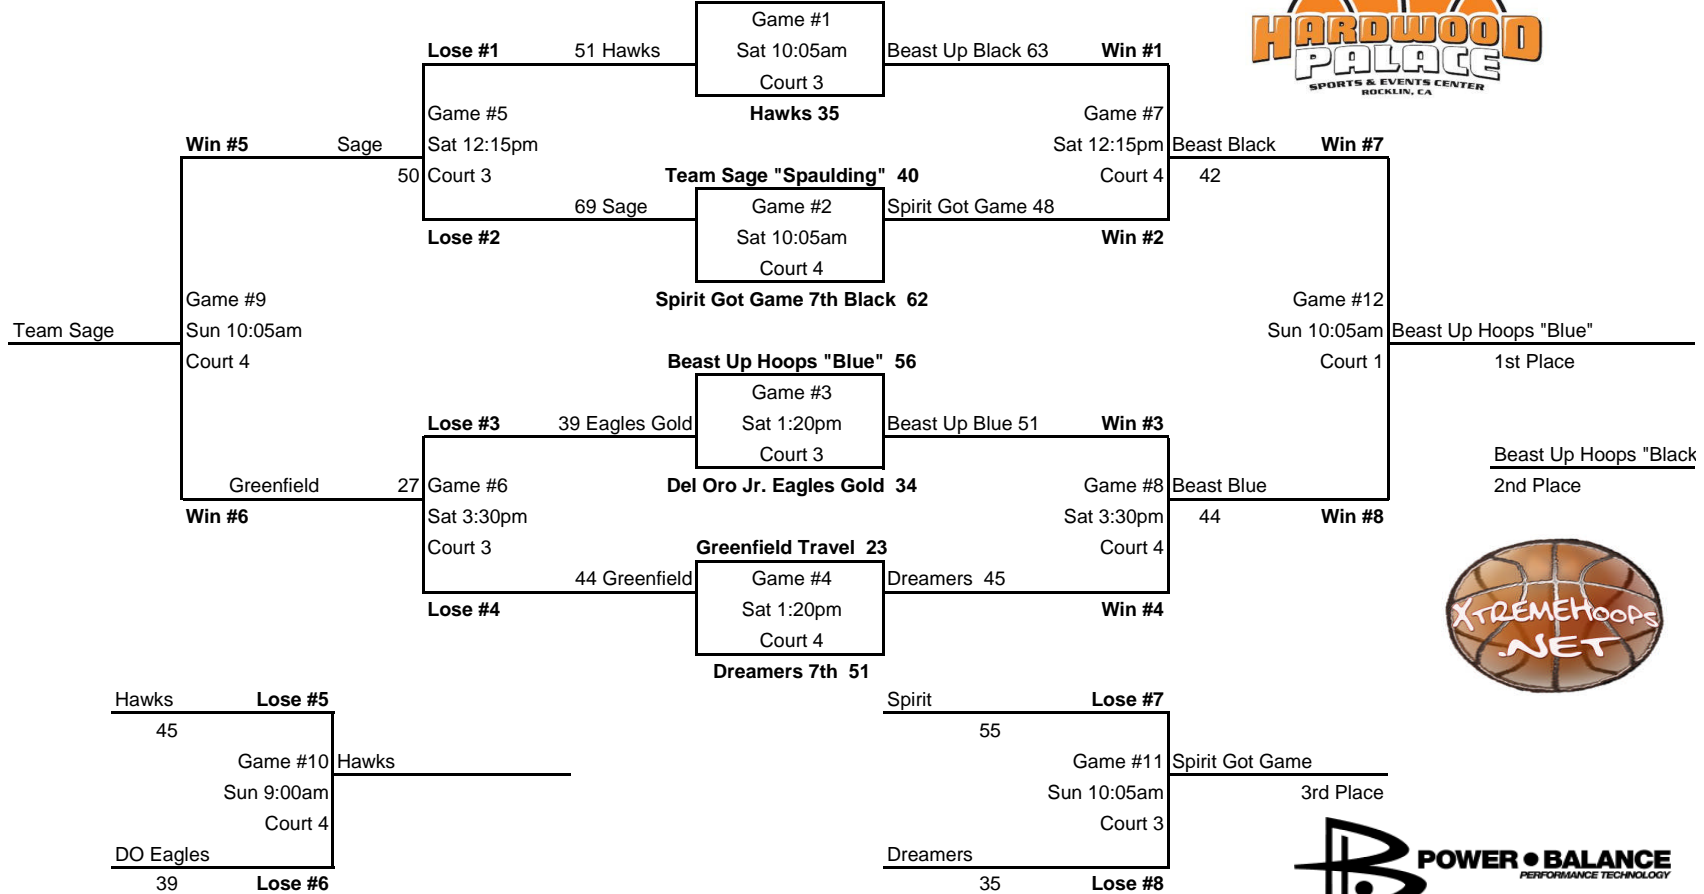 Game #1
Lose #1 51 Hawks Sat 10:05am Beast Up Black 63 Win #1
Court 3
HARDWOOD
PALACE
SPORTS & EVENTS CENTER
ROCKLIN, CA
Game #5 Hawks 35 Game #7
Win #5 Sage Sat 12:15pm Sat 12:15pm Beast Black Win #7
50 Court 3 Team Sage "Spaulding" 40 Court 4 42
69 Sage Game #2 Spirit Got Game 48
Lose #2 Sat 10:05am Win #2
Court 4
Game #9 Spirit Got Game 7th Black 62 Game #12
Team Sage Sun 10:05am Sun 10:05am Beast Up Hoops "Blue"
Court 4 Beast Up Hoops "Blue" 56 Court 1 1st Place
Game #3
Lose #3 39 Eagles Gold Sat 1:20pm Beast Up Blue 51 Win #3
Court 3 Beast Up Hoops "Black
Greenfield 27 Game #6 Del Oro Jr. Eagles Gold 34 Game #8 Beast Blue 2nd Place
Win #6 Sat 3:30pm Sat 3:30pm 44 Win #8
Court 3 Greenfield Travel 23 Court 4
44 Greenfield Game #4 Dreamers 45
Lose #4 Sat 1:20pm Win #4
Court 4
XTREMEHOOPS
.NET
Dreamers 7th 51
Hawks Lose #5 Spirit Lose #7
45 55
Game #10 Hawks Game #11 Spirit Got Game
Sun 9:00am Sun 10:05am 3rd Place
Court 4 Court 3
DO Eagles Dreamers
39 Lose #6 35 Lose #8
POWER BALANCE
PERFORMANCE TECHNOLOGY